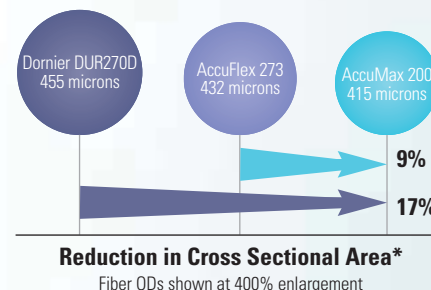 Dornier DUR270D
455 microns
AccuFlex 273
432 microns
AccuMax 200
415 microns
9%
17%
Reduction in Cross Sectional Area*
Fiber ODs shown at 400% enlargement